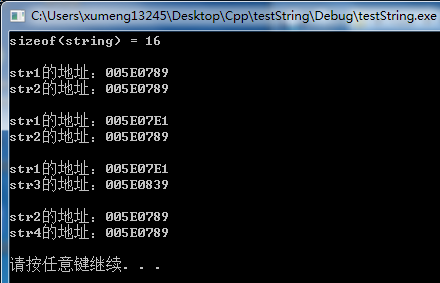 C:\Users\xumeng13245\Desktop\Cpp\testString\Debug\testString.exe
sizeof(string) = 16
str1的地址：005E0789
str2的地址：005E0789
str1的地址：005E07E1
str2的地址：005E0789
str1的地址：005E07E1
str3的地址：005E0839
str2的地址：005E0789
str4的地址：005E0789
请按任意键继续. . .